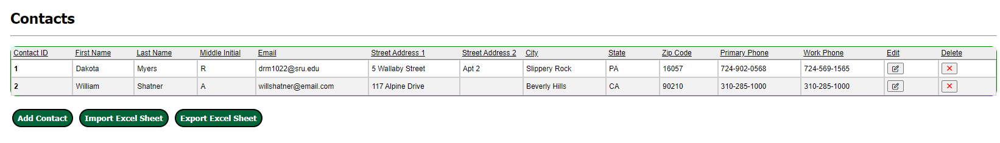 Contacts
Contact ID First Name Last Name Middle Initial Email Street Address 1 Street Address 2 City State Zip Code Primary Phone Work Phone Edit Delete
1 Dakota Myers R drm1022@sru.edu 5 Wallaby Street Apt 2 Slippery Rock PA 16057 724-902-0568 724-569-1565
2 William Shatner A willshatner@email.com 117 Alpine Drive Beverly Hills CA 90210 310-285-1000 310-285-1000
Add Contact Import Excel Sheet Export Excel Sheet